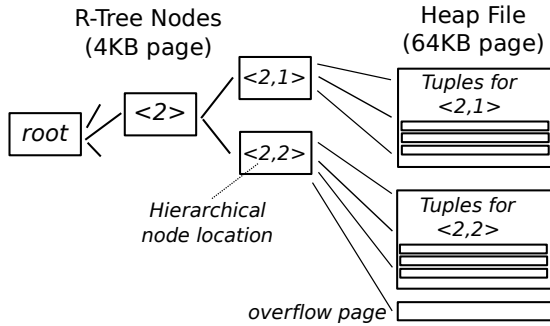 R-Tree Nodes
(4KB page)
Heap File
(64KB page)
root
<2>
<2,1>
<2,2>
Hierarchical
node location
Tuples for
<2,1>
Tuples for
<2,2>
overflow page